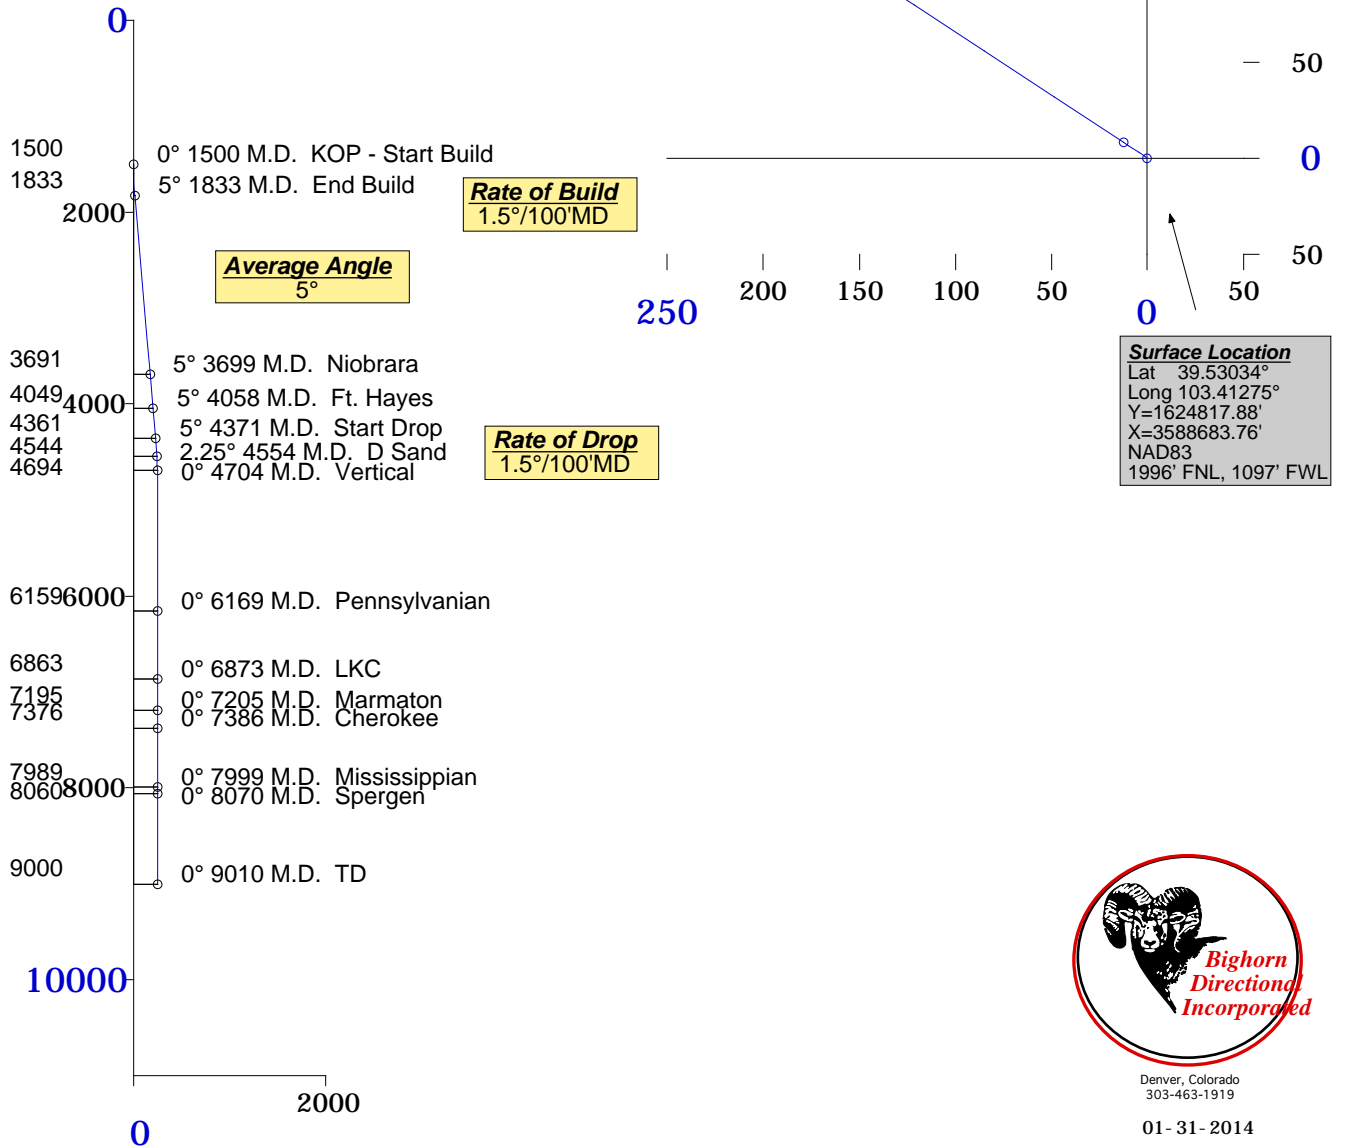 0
1500 0° 1500 M.D. KOP - Start Build
1833 5° 1833 M.D. End Build
2000
Rate of Build
1.5°/100'MD
Average Angle
5°
3691 5° 3699 M.D. Niobrara
4049 5° 4058 M.D. Ft. Hayes
4000
4361 5° 4371 M.D. Start Drop
4544 2.25° 4554 M.D. D Sand
4694 0° 4704 M.D. Vertical
Rate of Drop
1.5°/100'MD
6159 6000 0° 6169 M.D. Pennsylvanian
6863 0° 6873 M.D. LKC
7195 0° 7205 M.D. Marmaton
7376 0° 7386 M.D. Cherokee
7989 0° 7999 M.D. Mississippian
8060 8000 0° 8070 M.D. Spergen
9000 0° 9010 M.D. TD
10000
2000
0
50
0
50
250 200 150 100 50 0 50
Surface Location
Lat 39.53034°
Long 103.41275°
Y=1624817.88'
X=3588683.76'
NAD83
1996' FNL, 1097' FWL
Bighorn
Directional
Incorporated
Denver, Colorado
303-463-1919
01-31-2014